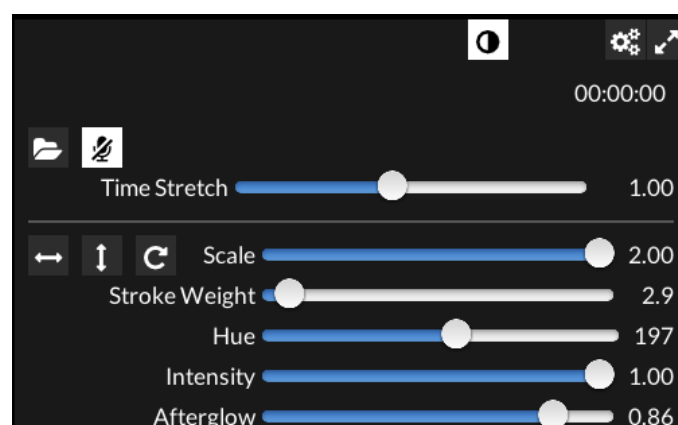 00:00:00
Time Stretch 1.00
Scale 2.00
Stroke Weight 2.9
Hue 197
Intensity 1.00
Afterglow 0.86